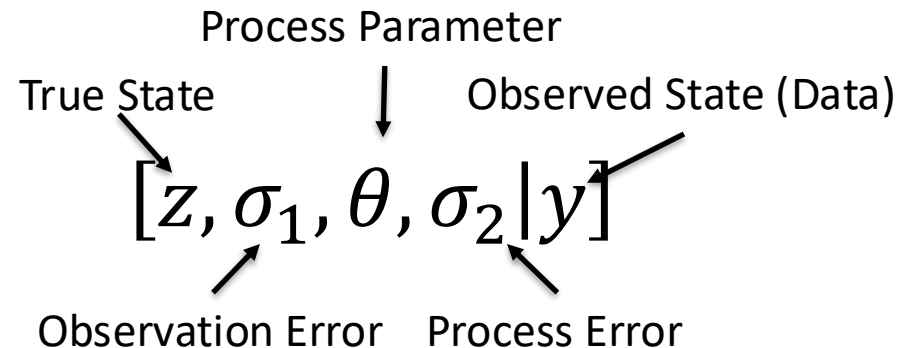 Process Parameter
True State
Observed State (Data)
[z, σ₁, θ, σ₂|y]
Observation Error
Process Error